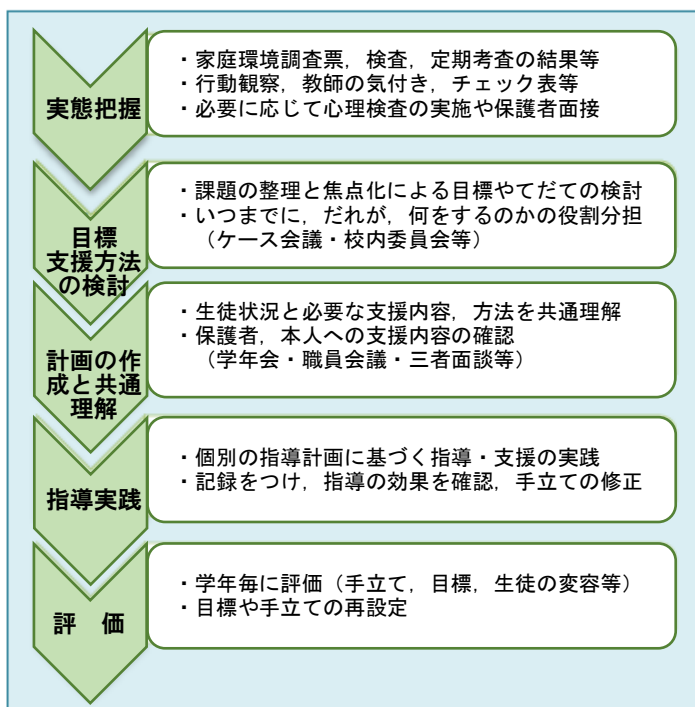 実態把握
・家庭環境調査票，検査，定期考査の結果等
・行動観察，教師の気付き，チェック表等
・必要に応じて心理検査の実施や保護者面接
目標
支援方法
の検討
・課題の整理と焦点化による目標やてだての検討
・いつまでに，だれが，何をするのかの役割分担
（ケース会議・校内委員会等）
計画の作
成と共通
理解
・生徒状況と必要な支援内容，方法を共通理解
・保護者，本人への支援内容の確認
（学年会・職員会議・三者面談等）
指導実践
・個別の指導計画に基づく指導・支援の実践
・記録をつけ，指導の効果を確認，手立ての修正
評　価
・学年毎に評価（手立て，目標，生徒の変容等）
・目標や手立ての再設定